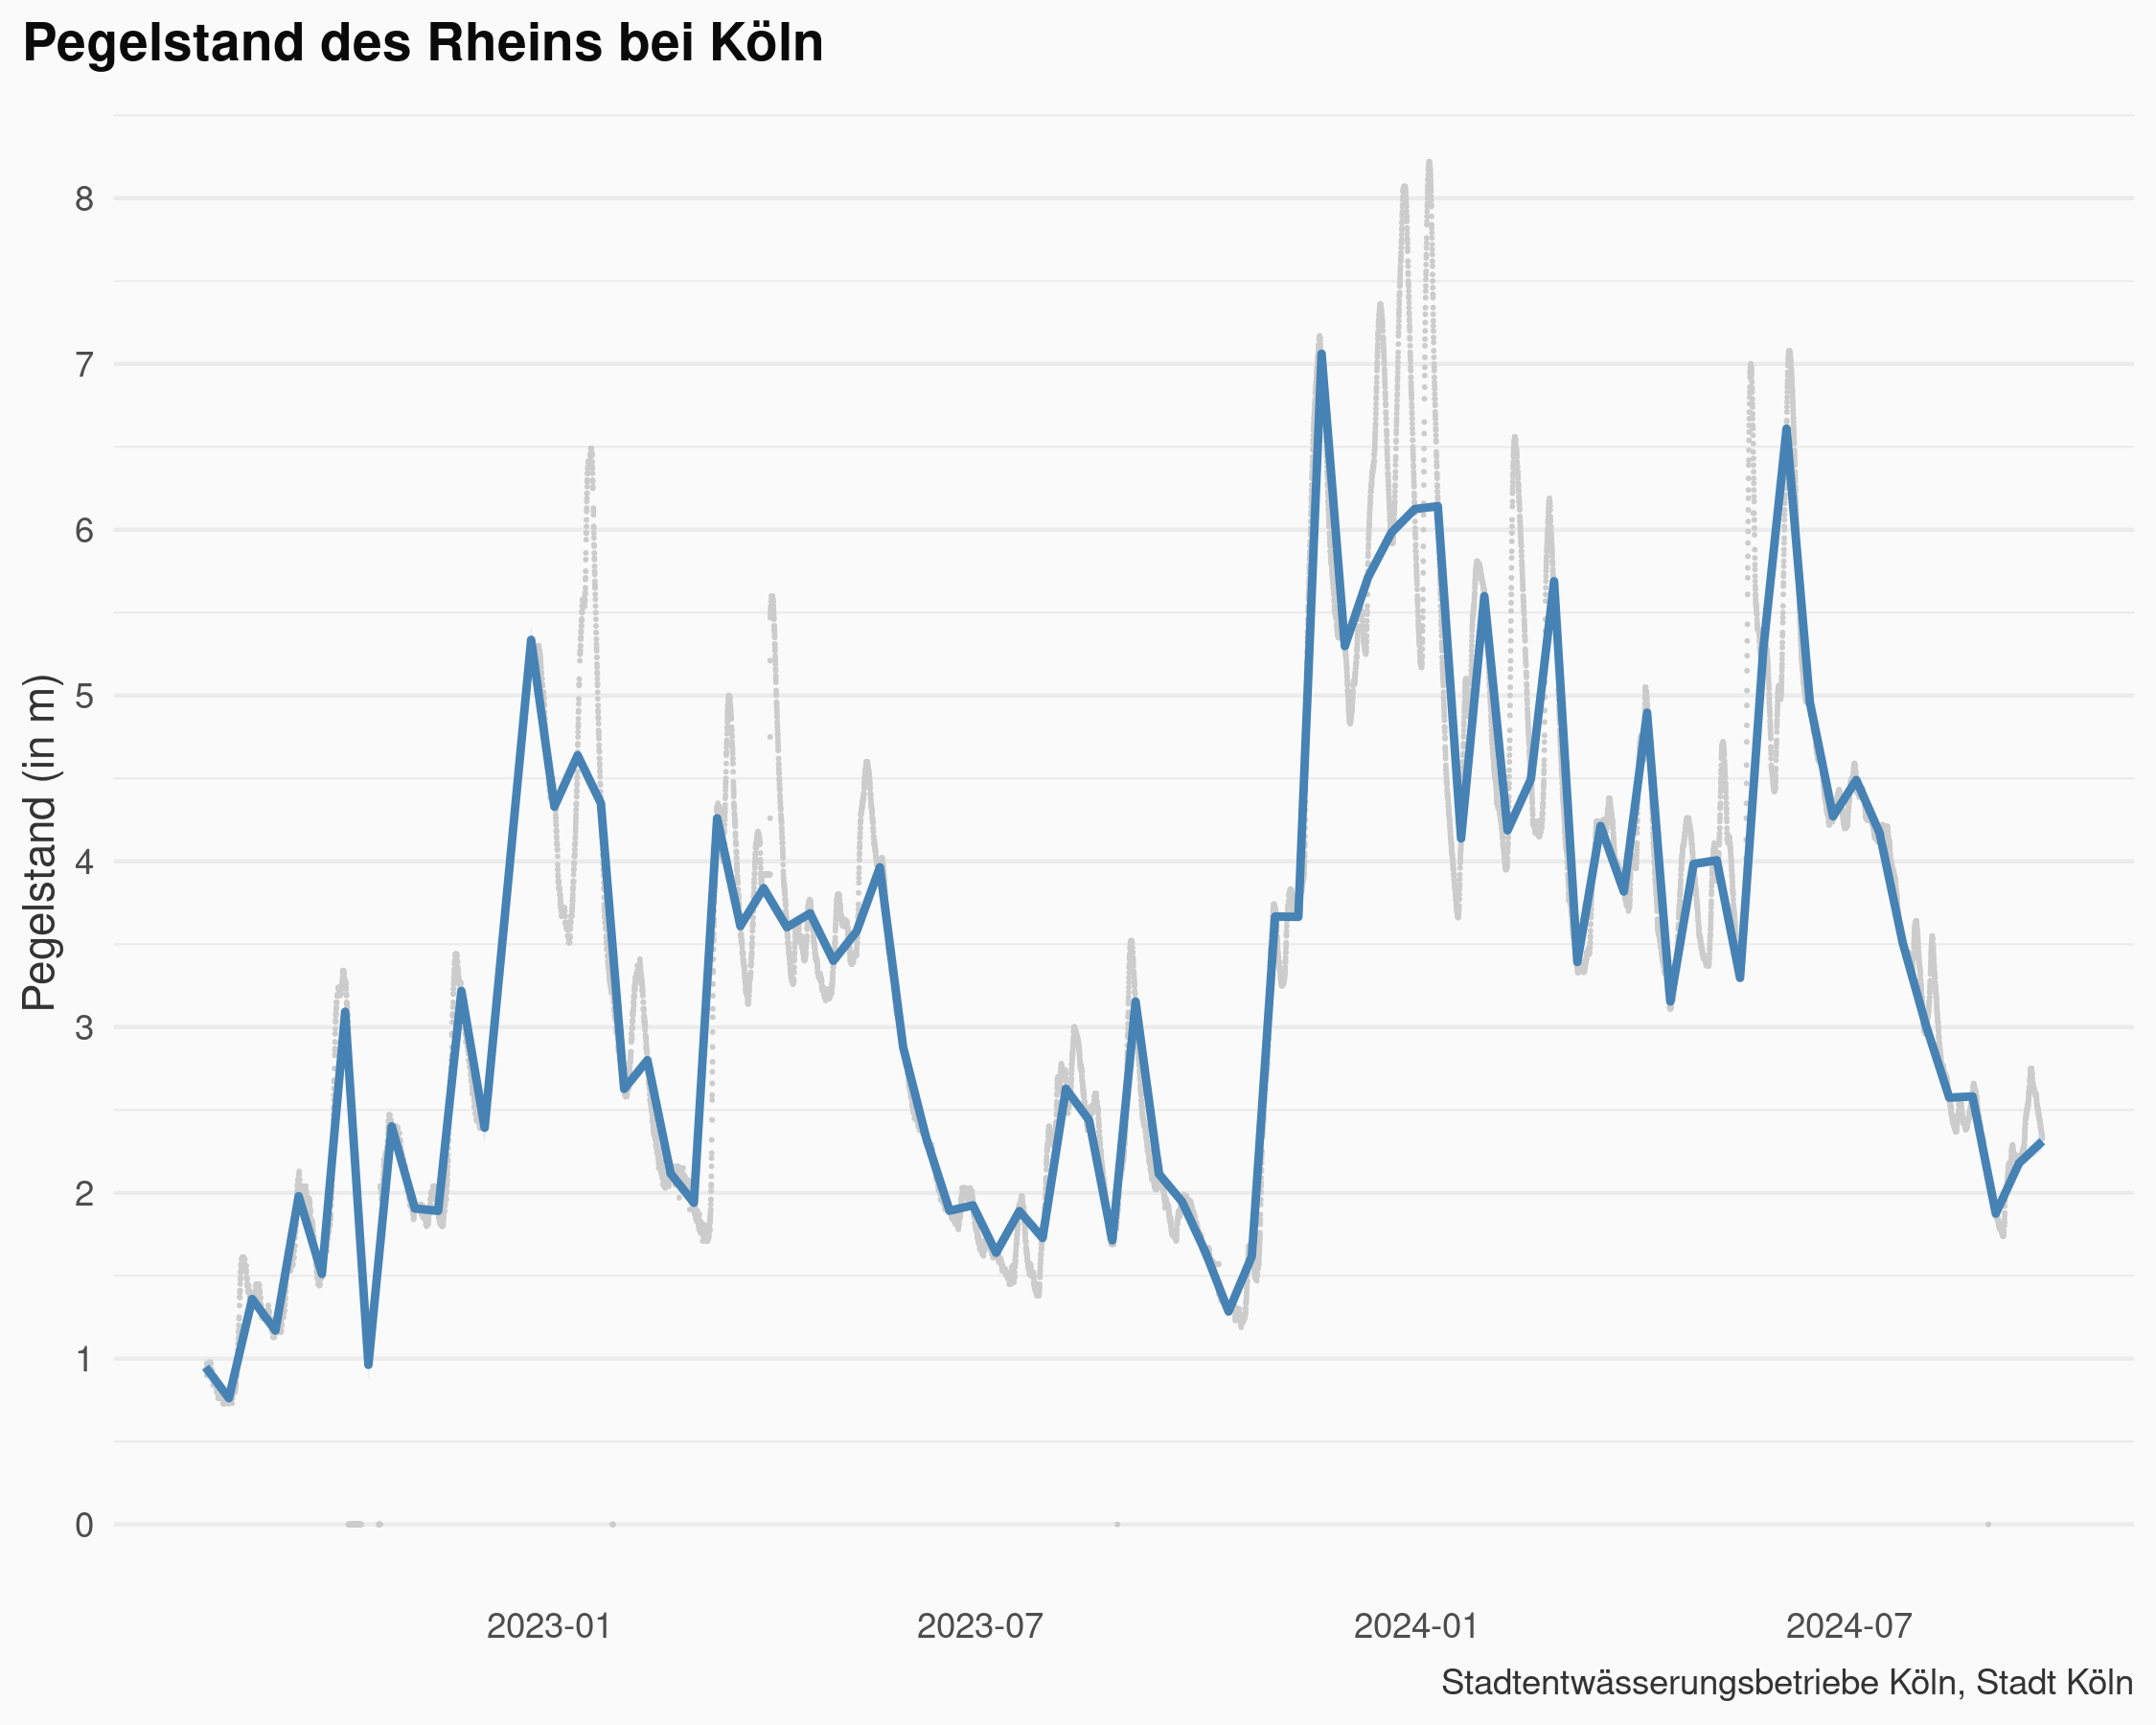 Pegelstand des Rheins bei Köln
Pegelstand (in m)
8
7
6
5
4
3
2
1
0
2023-01 2023-07 2024-01 2024-07
Stadtentwässerungsbetriebe Köln, Stadt Köln